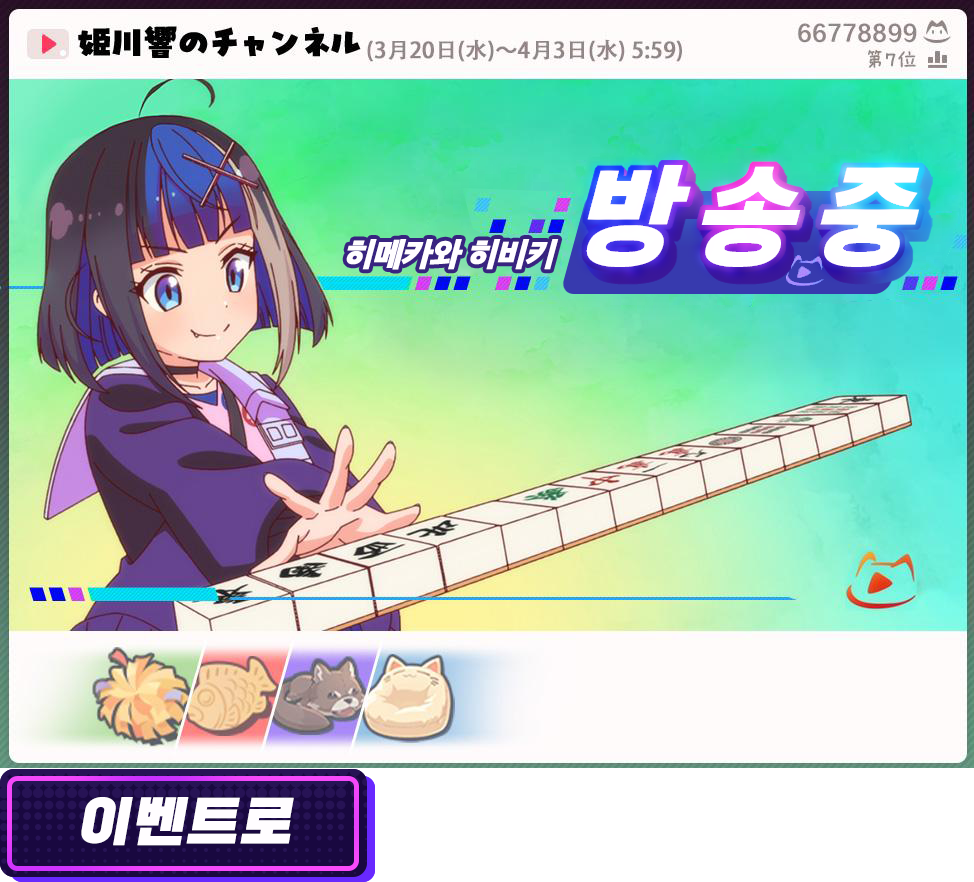 姫川響のチャンネル (3月20日(水)～4月3日(水) 5:59)
66778899
第7位
방송중
히메카와 히비키
이벤트로